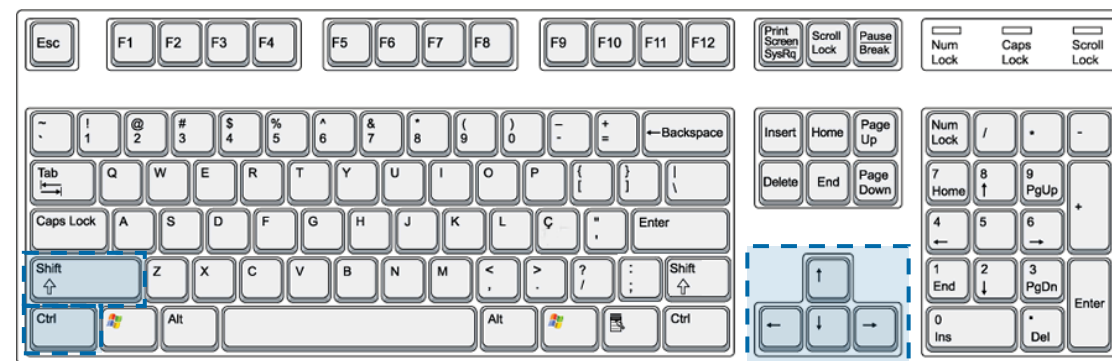 Esc F1 F2 F3 F4 F5 F6 F7 F8 F9 F10 F11 F12 Print Screen SysRq Scroll Lock Pause Break Num Lock Caps Lock Scroll Lock
~ ` ! 1 @ 2 # 3 $ 4 % 5 ^ 6 & 7 * 8 ( 9 ) 0 _ - + = ←Backspace Insert Home Page Up Num Lock / * -
Tab Q W E R T Y U I O P { [ } ] | \ Delete End Page Down 7 Home 8 ↑ 9 PgUp +
Caps Lock A S D F G H J K L Ç " ' Enter 4 ← 5 6 →
Shift ⇧ Z X C V B N M < , > . ? / : ; Shift ⇧ ↑ 1 End 2 ↓ 3 PgDn Enter
Ctrl Alt Alt Ctrl ← ↓ → 0 Ins . Del